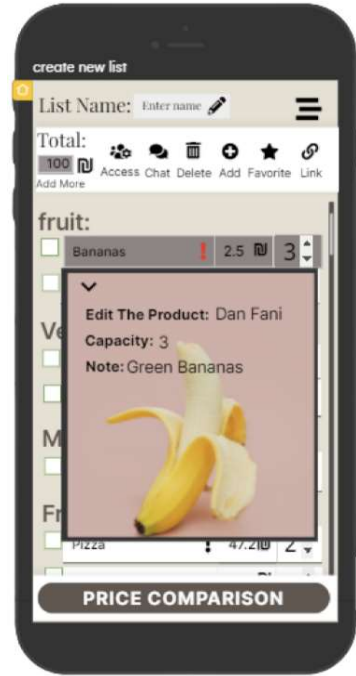 create new list
List Name: Enter name
Total:
100 ₪
Add More
Access Chat Delete Add Favorite Link
fruit:
Bananas ! 2.5 ₪ 3
Edit The Product: Dan Fani
Capacity: 3
Note: Green Bananas
Ve
M
Fr
Pizza 47.2₪ 2
PRICE COMPARISON